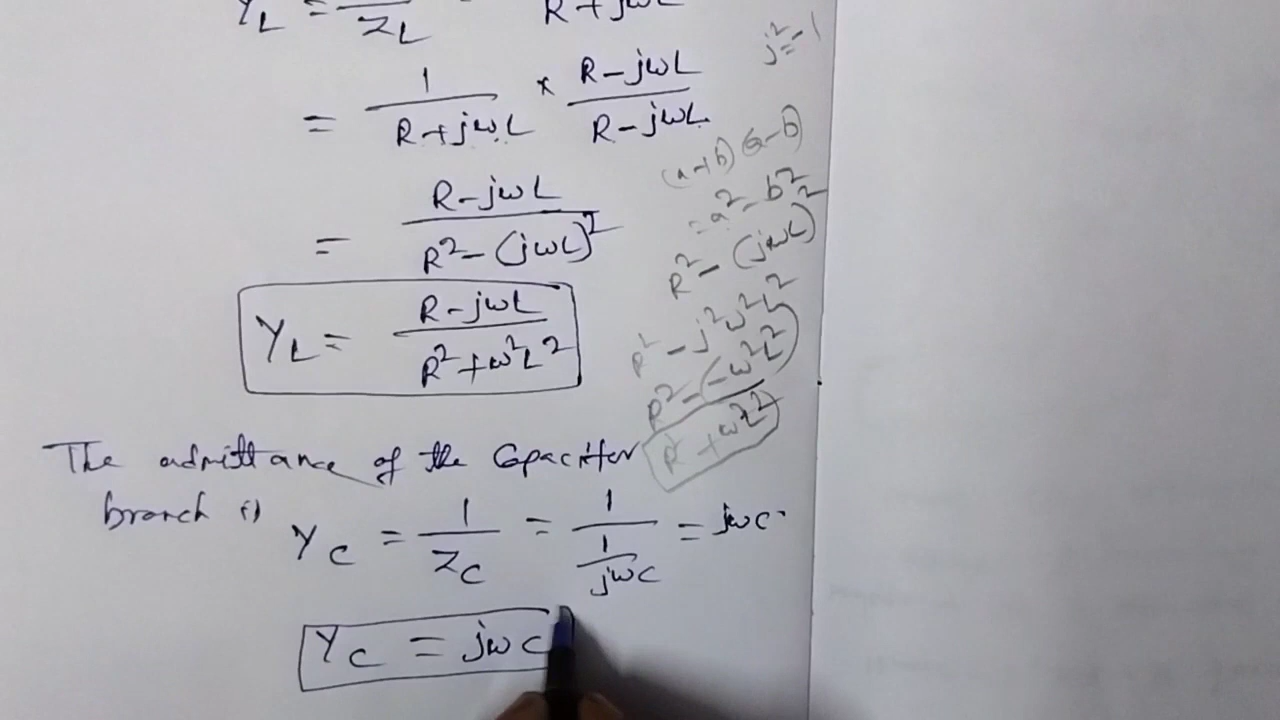 Y_L = 1/Z_L = R + jωL
= 1/(R + jωL) × (R - jωL)/(R - jωL)
= (R - jωL)/(R² - (jωL)²)
Y_L = (R - jωL)/(R² + ω²L²)
j² = -1
(a+b) (a-b)
= a² - b²
R² - (jωL)²
R² - j²ω²L²
R² - (-ω²L²)
R² + ω²L²
The admittance of the Capacitor
branch is
Y_C = 1/Z_C = 1/(1/jωC) = jωC.
Y_C = jωC